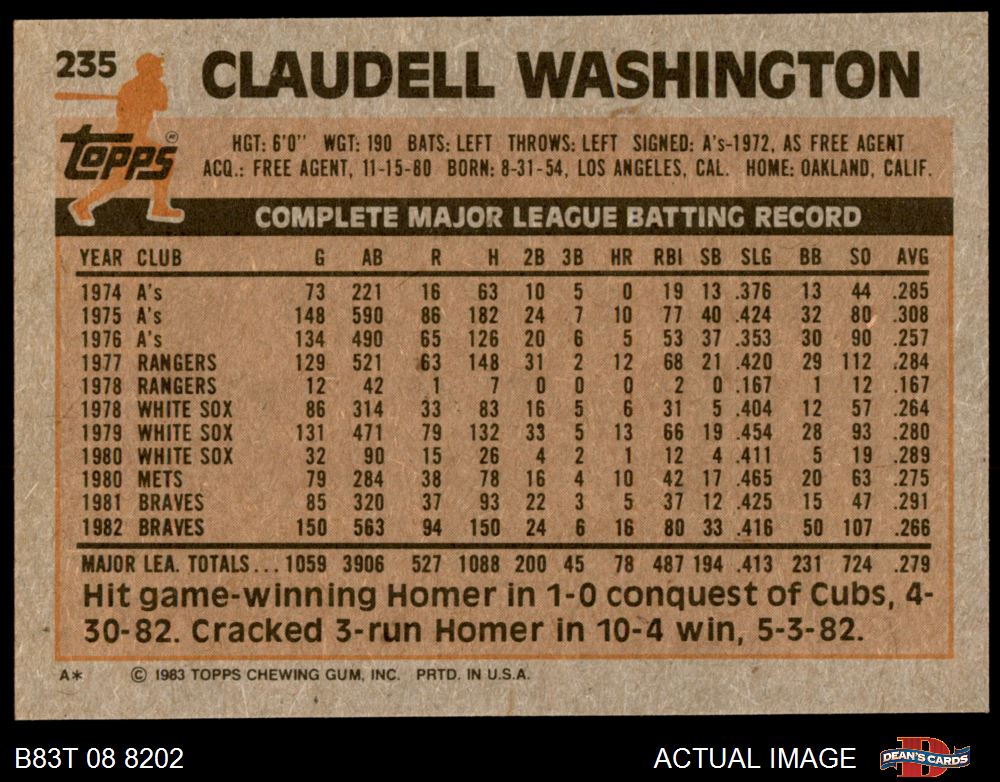 235 CLAUDELL WASHINGTON
Topps ®
HGT: 6'0" WGT: 190 BATS: LEFT THROWS: LEFT SIGNED: A's-1972, AS FREE AGENT
ACQ.: FREE AGENT, 11-15-80 BORN: 8-31-54, LOS ANGELES, CAL. HOME: OAKLAND, CALIF.
COMPLETE MAJOR LEAGUE BATTING RECORD
YEAR CLUB G AB R H 2B 3B HR RBI SB SLG BB SO AVG
1974 A's 73 221 16 63 10 5 0 19 13 .376 13 44 .285
1975 A's 148 590 86 182 24 7 10 77 40 .424 32 80 .308
1976 A's 134 490 65 126 20 6 5 53 37 .353 30 90 .257
1977 RANGERS 129 521 63 148 31 2 12 68 21 .420 29 112 .284
1978 RANGERS 12 42 1 7 0 0 0 2 0 .167 1 12 .167
1978 WHITE SOX 86 314 33 83 16 5 6 31 5 .404 12 57 .264
1979 WHITE SOX 131 471 79 132 33 5 13 66 19 .454 28 93 .280
1980 WHITE SOX 32 90 15 26 4 2 1 12 4 .411 5 19 .289
1980 METS 79 284 38 78 16 4 10 42 17 .465 20 63 .275
1981 BRAVES 85 320 37 93 22 3 5 37 12 .425 15 47 .291
1982 BRAVES 150 563 94 150 24 6 16 80 33 .416 50 107 .266
MAJOR LEA. TOTALS... 1059 3906 527 1088 200 45 78 487 194 .413 231 724 .279
Hit game-winning Homer in 1-0 conquest of Cubs, 4-
30-82. Cracked 3-run Homer in 10-4 win, 5-3-82.
A* © 1983 TOPPS CHEWING GUM, INC. PRTD. IN U.S.A.
B83T 08 8202 ACTUAL IMAGE D DEAN'S CARDS